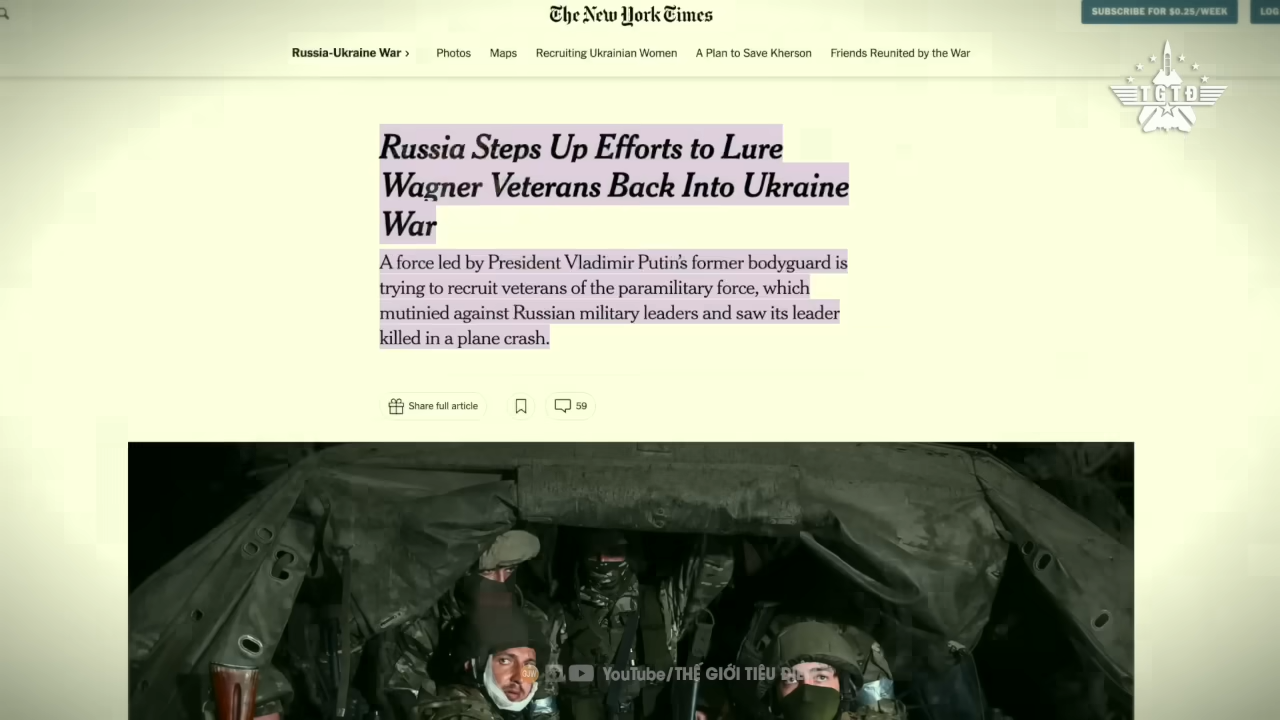 The New York Times
SUBSCRIBE FOR $0.25/WEEK
LOG
Russia-Ukraine War ›
Photos
Maps
Recruiting Ukrainian Women
A Plan to Save Kherson
Friends Reunited by the War
TGTĐ
Russia Steps Up Efforts to Lure
Wagner Veterans Back Into Ukraine
War
A force led by President Vladimir Putin’s former bodyguard is
trying to recruit veterans of the paramilitary force, which
mutinied against Russian military leaders and saw its leader
killed in a plane crash.
Share full article
59
YouTube/THẾ GIỚI TIÊU